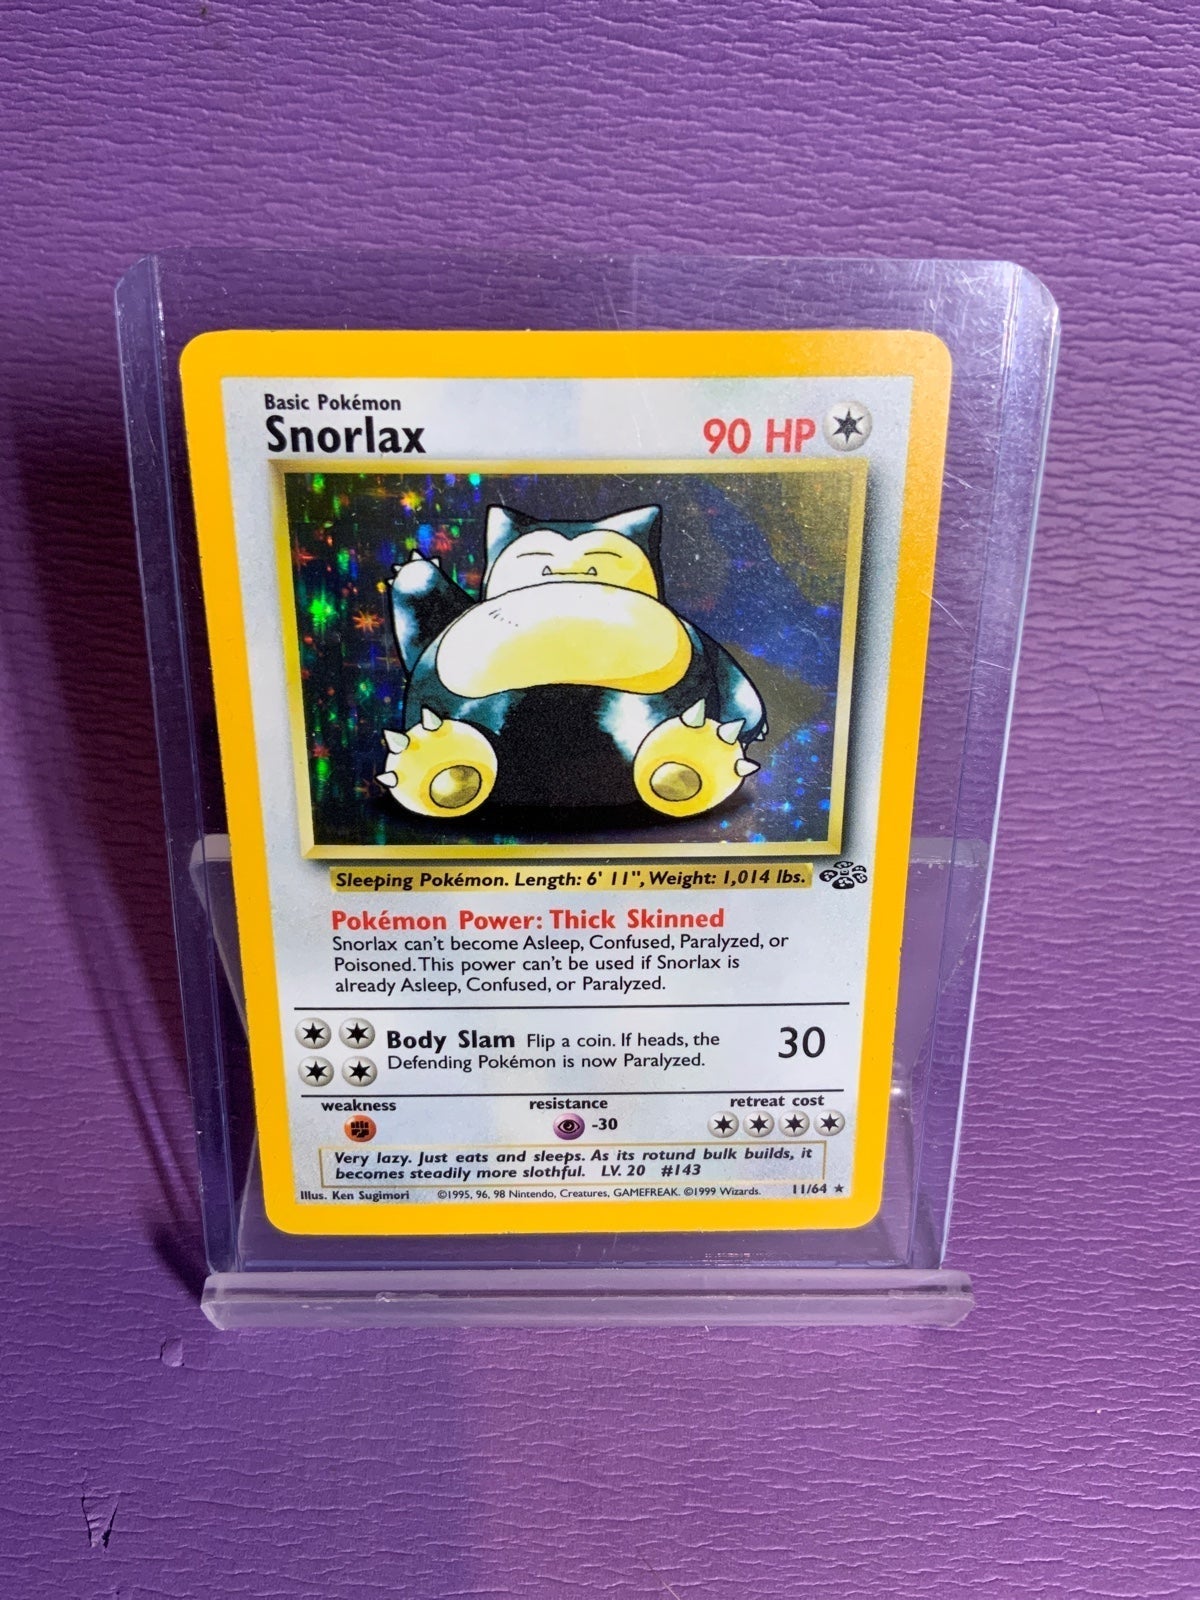 Basic Pokémon
Snorlax
90 HP
Sleeping Pokémon. Length: 6' 11", Weight: 1,014 lbs.
Pokémon Power: Thick Skinned
Snorlax can't become Asleep, Confused, Paralyzed, or
Poisoned. This power can't be used if Snorlax is
already Asleep, Confused, or Paralyzed.
Body Slam Flip a coin. If heads, the
Defending Pokémon is now Paralyzed.
30
weakness resistance retreat cost
-30
Very lazy. Just eats and sleeps. As its rotund bulk builds, it
becomes steadily more slothful. LV. 20 #143
Illus. Ken Sugimori ©1995, 96, 98 Nintendo, Creatures, GAMEFREAK. ©1999 Wizards. 11/64 ★